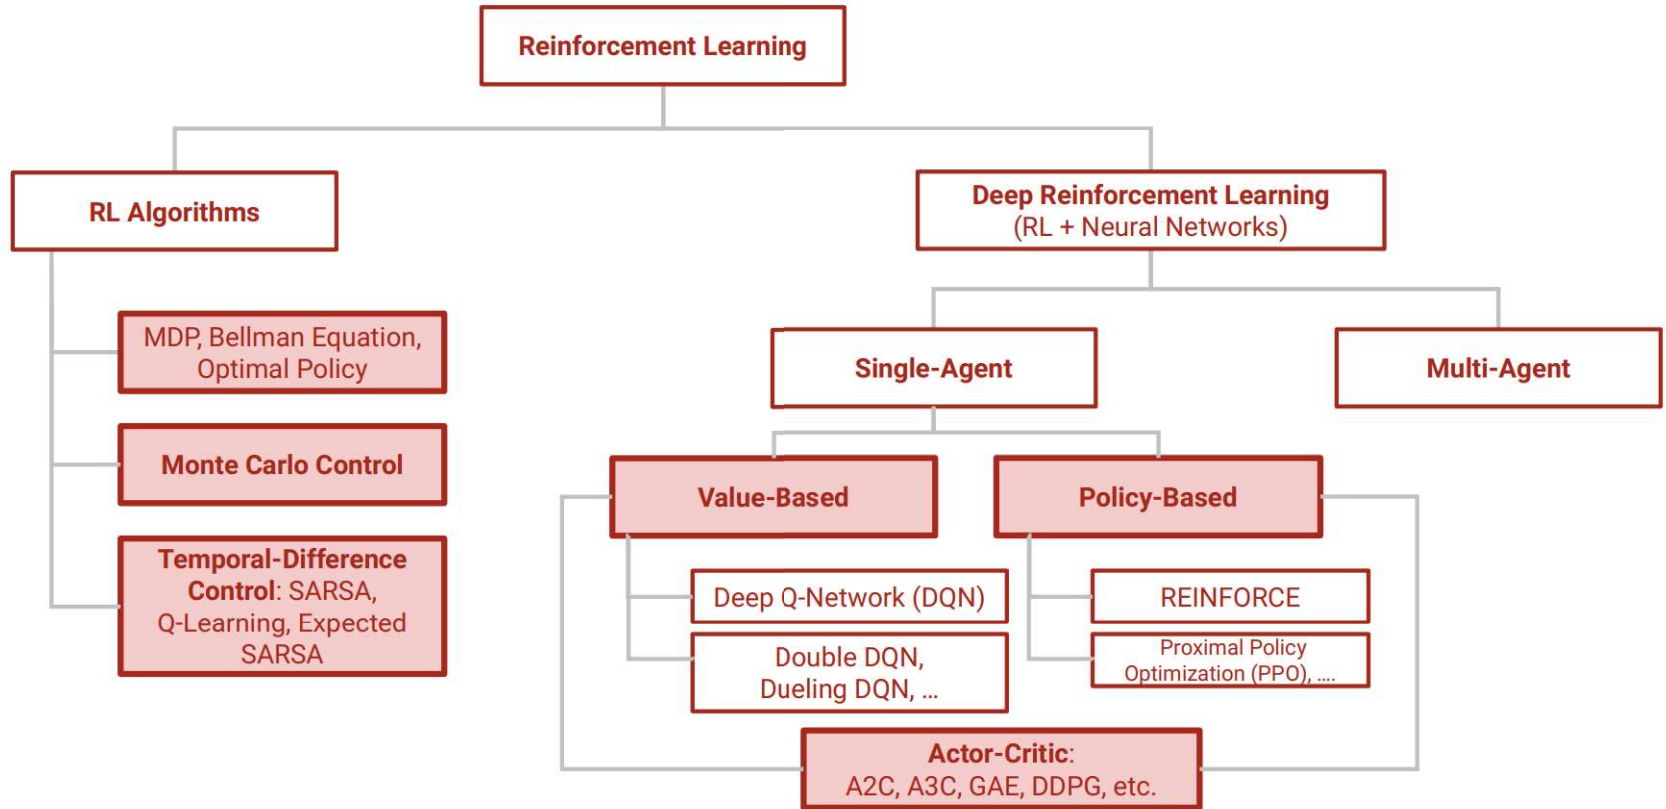 Reinforcement Learning
RL Algorithms
MDP, Bellman Equation,
Optimal Policy
Monte Carlo Control
Temporal-Difference
Control: SARSA,
Q-Learning, Expected
SARSA
Deep Reinforcement Learning
(RL + Neural Networks)
Single-Agent
Multi-Agent
Value-Based
Deep Q-Network (DQN)
Double DQN,
Dueling DQN, ...
Policy-Based
REINFORCE
Proximal Policy
Optimization (PPO), ....
Actor-Critic:
A2C, A3C, GAE, DDPG, etc.